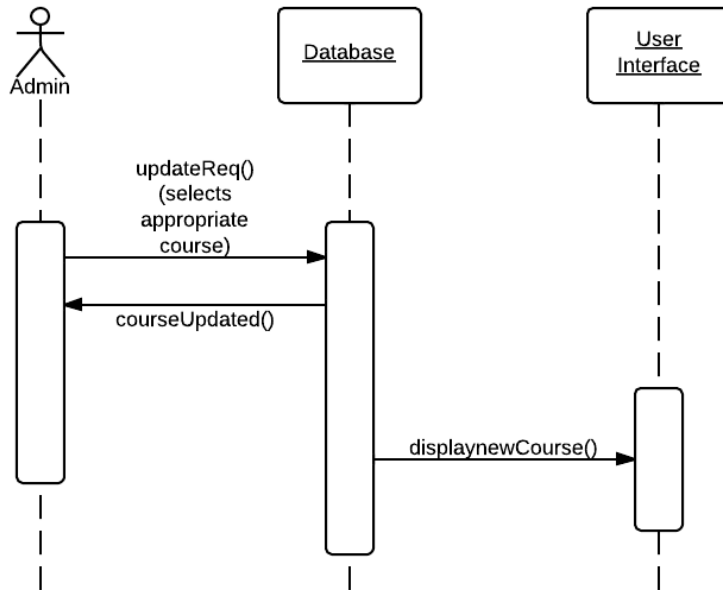 Admin
Database
User
Interface
updateReq()
(selects
appropriate
course)
courseUpdated()
displaynewCourse()